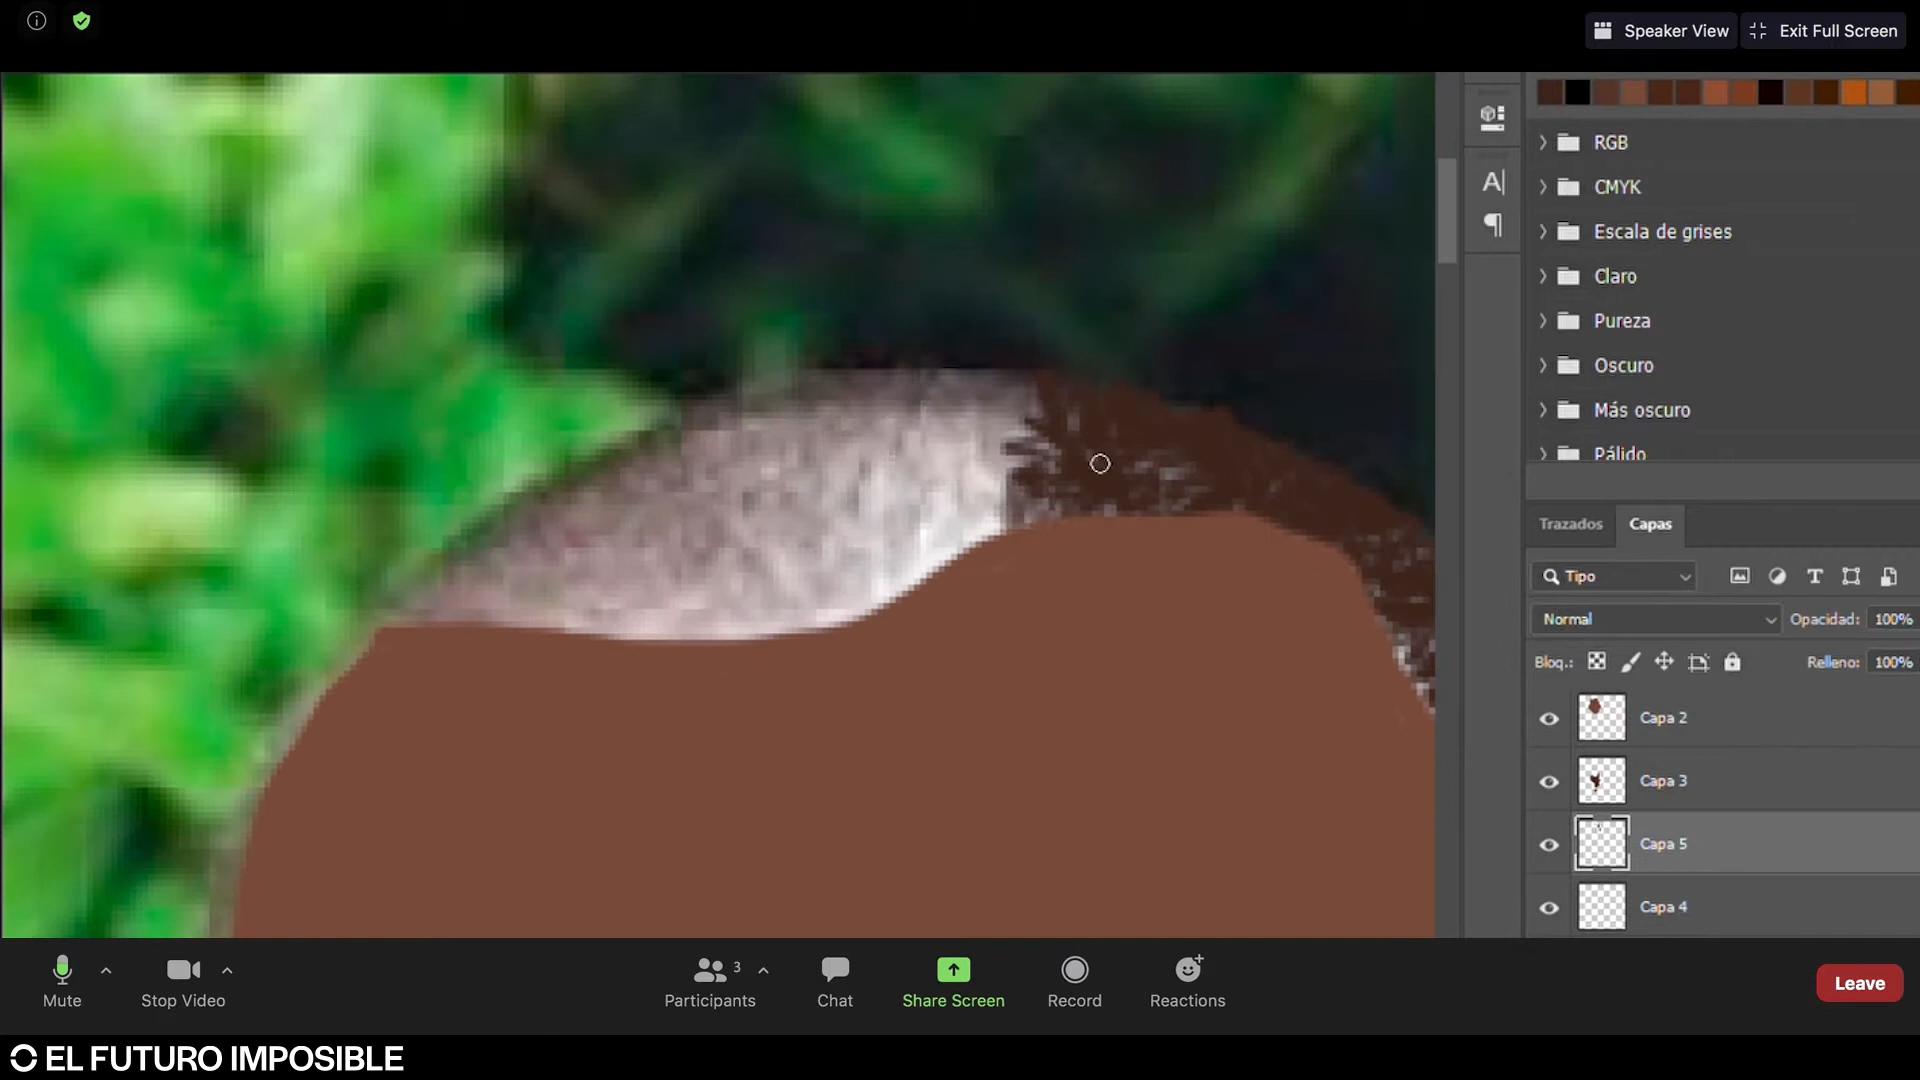 Speaker View
Exit Full Screen
RGB
CMYK
Escala de grises
Claro
Pureza
Oscuro
Más oscuro
Pálido
Trazados
Capas
Tipo
Normal
Opacidad: 100%
Bloq.:
Relleno: 100%
Capa 2
Capa 3
Capa 5
Capa 4
Mute
Stop Video
Participants 3
Chat
Share Screen
Record
Reactions
Leave
EL FUTURO IMPOSIBLE